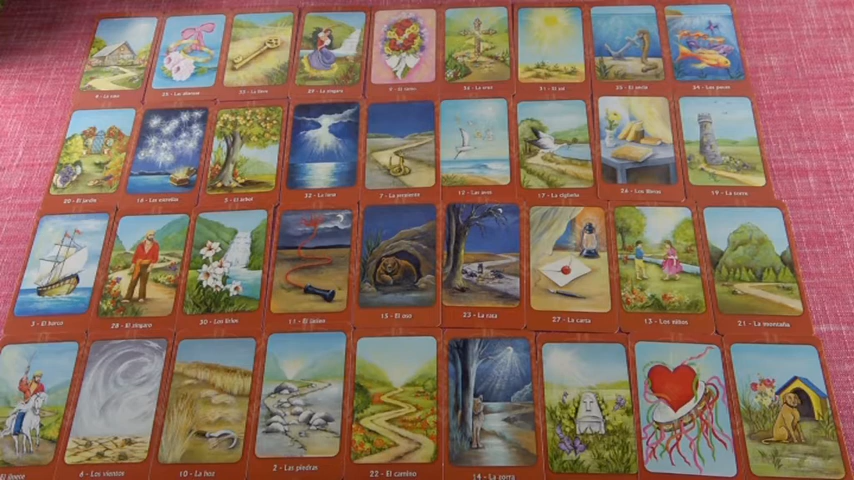 4 - La casa
25 - Las alianzas
33 - La llave
29 - La zíngara
9 - El ramo
36 - La cruz
31 - El sol
35 - El ancla
34 - Los peces
20 - El jardín
16 - Las estrellas
5 - El árbol
32 - La luna
7 - La serpiente
12 - Las aves
17 - La cigüeña
26 - Los libros
19 - La torre
3 - El barco
28 - El zíngaro
30 - Los lirios
11 - El látigo
15 - El oso
23 - La rata
27 - La carta
13 - Los niños
21 - La montaña
6 - Los vientos
10 - La hoz
2 - Las piedras
22 - El camino
14 - La zorra